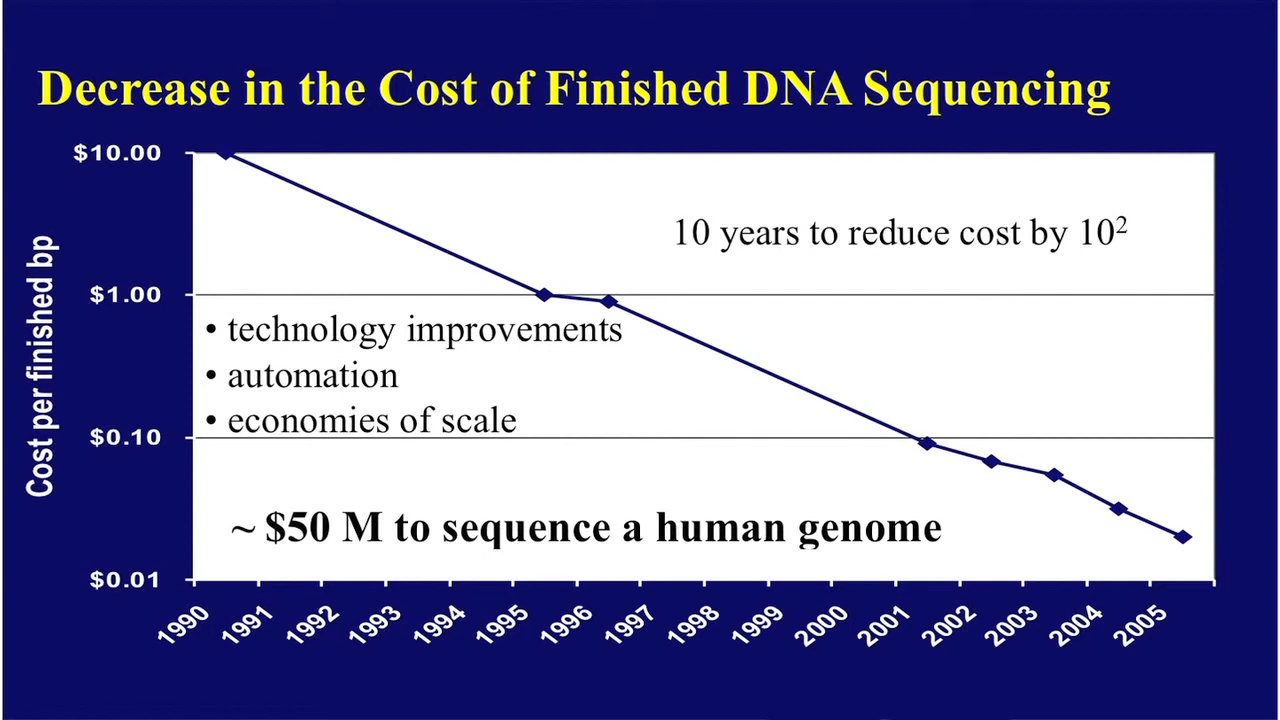 Decrease in the Cost of Finished DNA Sequencing
$10.00
10 years to reduce cost by 10²
Cost per finished bp
$1.00
• technology improvements
• automation
• economies of scale
$0.10
~ $50 M to sequence a human genome
$0.01
1990
1991
1992
1993
1994
1995
1996
1997
1998
1999
2000
2001
2002
2003
2004
2005